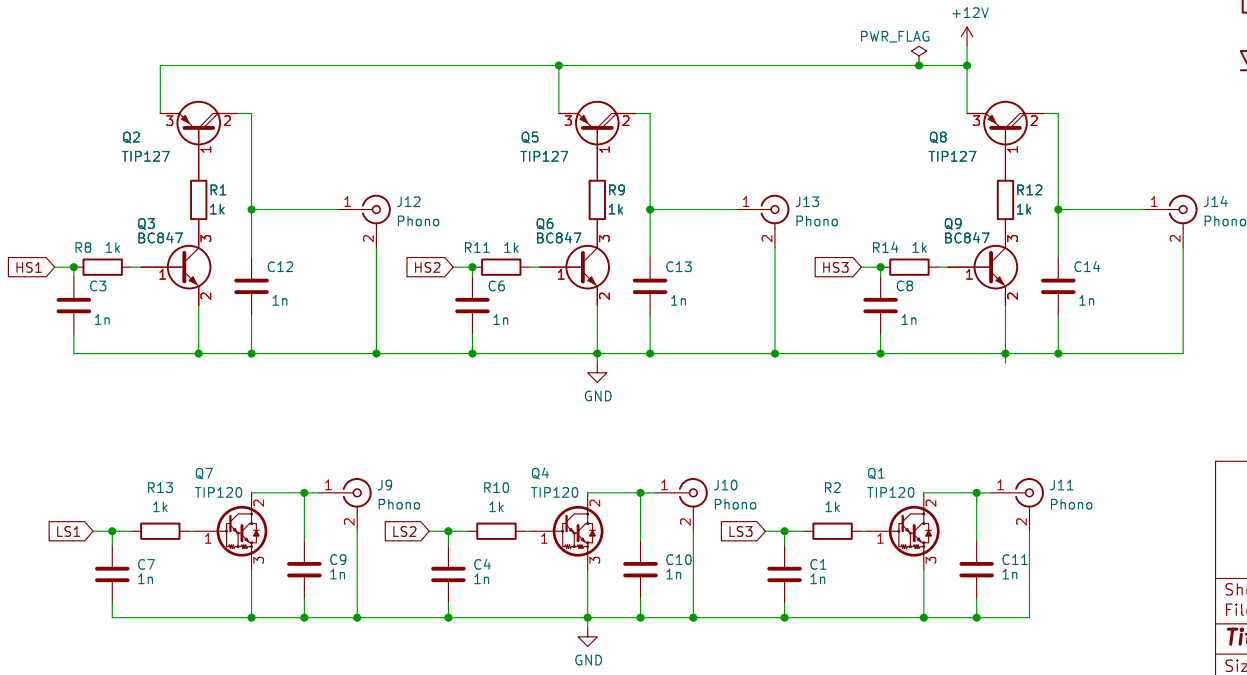 +12V
PWR_FLAG
3 2 3 2 3 2
Q2 Q5 Q8
TIP127 TIP127 TIP127
1 1 1
R1 R9 R12
1k 1k 1k
1 J12 1 J13 1 J14
Phono Phono Phono
Q3 Q6 Q9
BC847 BC847 BC847
3 2 3 2 3 2
R8 1k R11 1k R14 1k
HS1 1 HS2 1 HS3 1
C12 C13 C14
C3 C6 C8
2 2 2
1n 1n 1n
1n 1n 1n
GND
Q7 Q4 Q1
TIP120 TIP120 TIP120
R13 R10 R2
1k 1k 1k
1 J9 1 J10 1 J11
Phono Phono Phono
2 2 2 2 2 2
LS1 1 LS2 1 LS3 1
3 3 3
C7 C9 C4 C10 C1 C11
1n 1n 1n 1n 1n 1n
GND